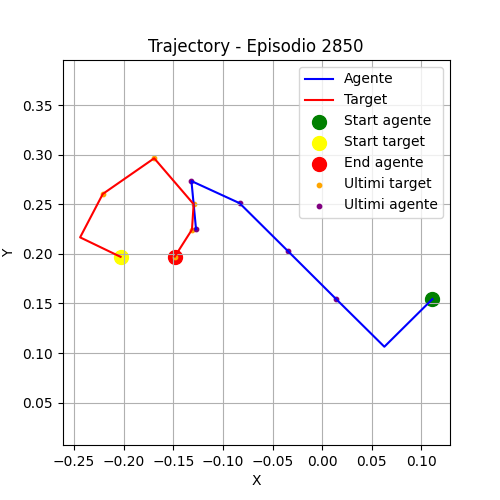 Trajectory - Episodio 2850
Agente
Target
Start agente
Start target
End agente
Ultimi target
Ultimi agente
Y
0.35
0.30
0.25
0.20
0.15
0.10
0.05
−0.25 −0.20 −0.15 −0.10 −0.05 0.00 0.05 0.10
X